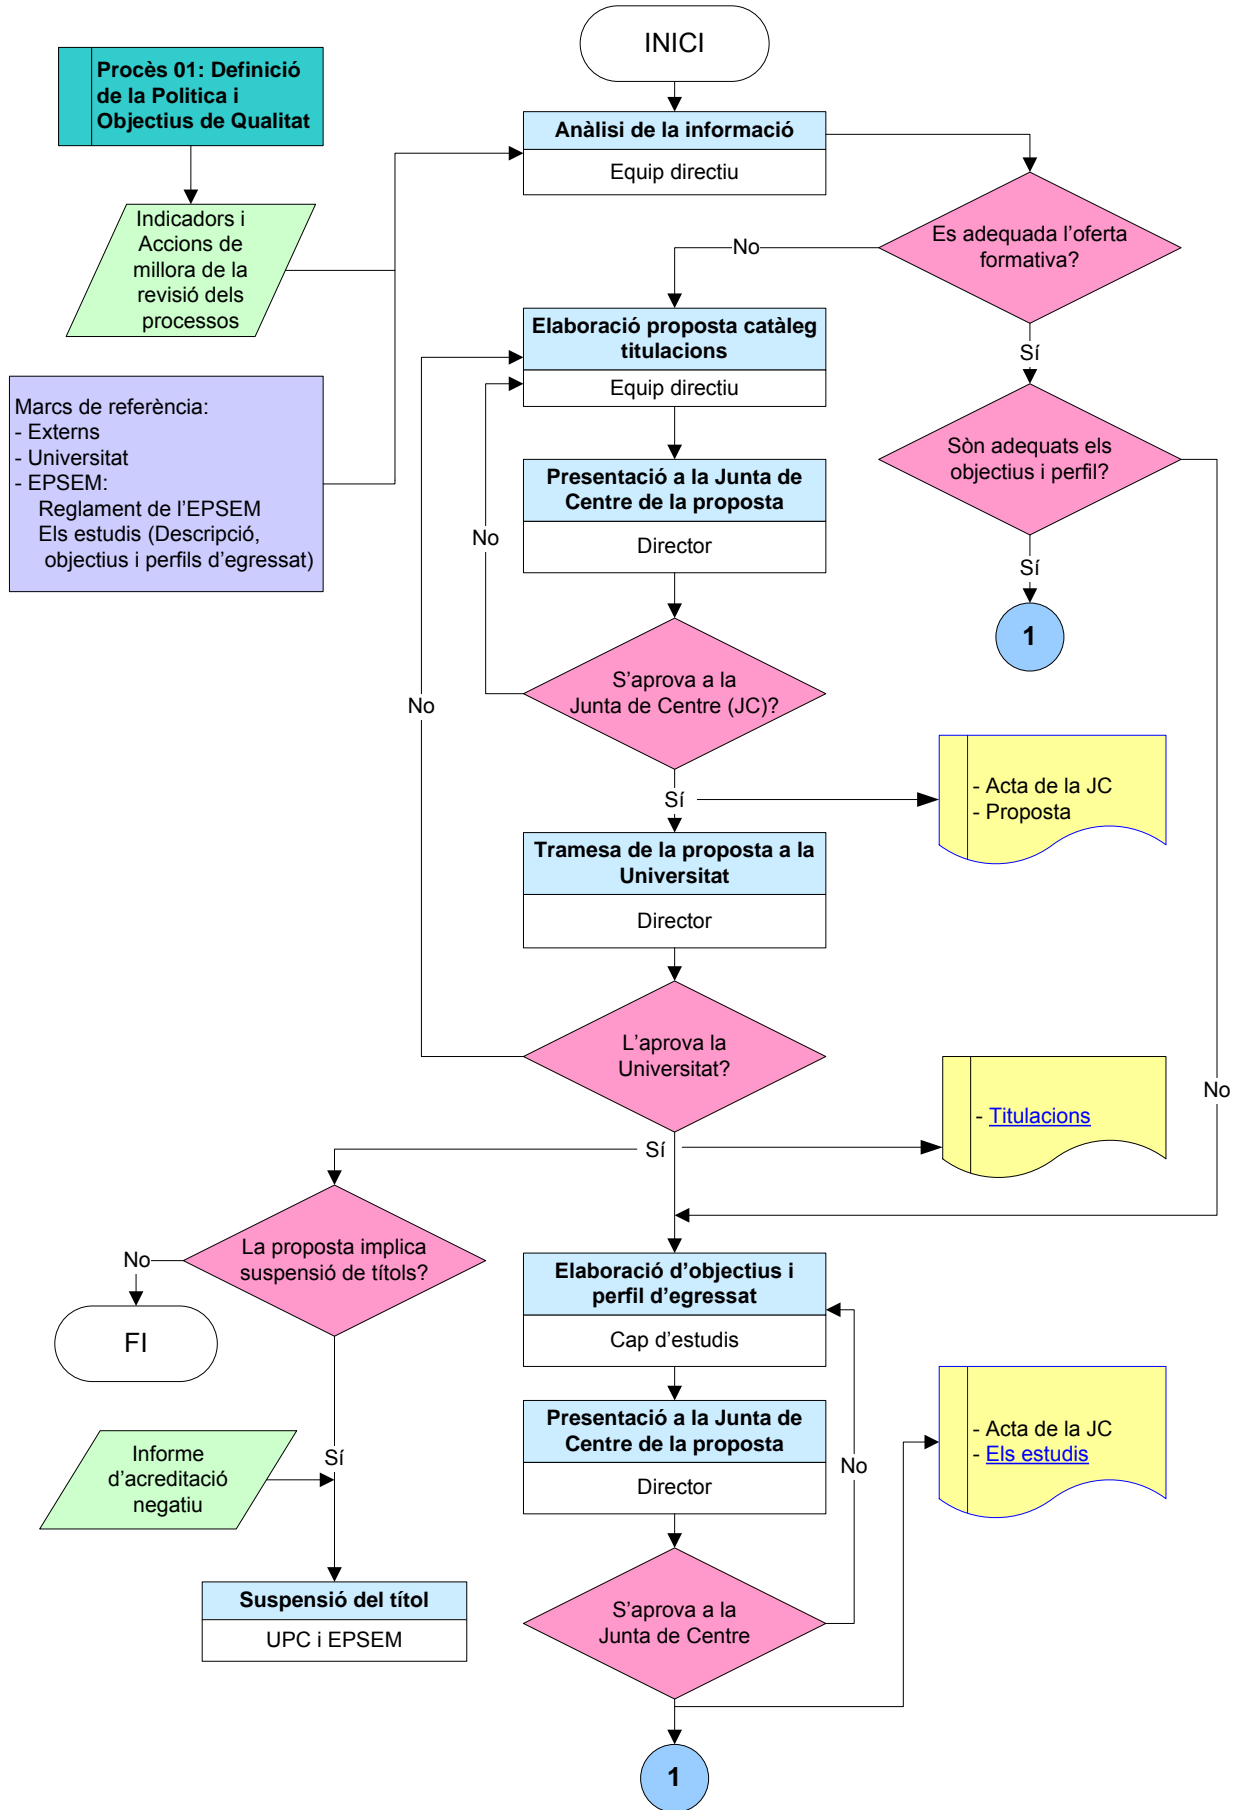 INICI
Procès 01: Definició
de la Politica i
Objectius de Qualitat
Anàlisi de la informació
Equip directiu
Indicadors i
Accions de
millora de la
revisió dels
processos
Es adequada l’oferta
formativa?
No
Sí
Elaboració proposta catàleg
titulacions
Equip directiu
Marcs de referència:
- Externs
- Universitat
- EPSEM:
Reglament de l’EPSEM
Els estudis (Descripció,
objectius i perfils d’egressat)
Sòn adequats els
objectius i perfil?
Sí
No
1
Presentació a la Junta de
Centre de la proposta
Director
No
S’aprova a la
Junta de Centre (JC)?
No
Sí
- Acta de la JC
- Proposta
Tramesa de la proposta a la
Universitat
Director
L’aprova la
Universitat?
Sí
- Titulacions
La proposta implica
suspensió de títols?
No
FI
Elaboració d’objectius i
perfil d’egressat
Cap d’estudis
Presentació a la Junta de
Centre de la proposta
Director
No
- Acta de la JC
- Els estudis
Informe
d’acreditació
negatiu
Sí
Suspensió del títol
UPC i EPSEM
S’aprova a la
Junta de Centre
1